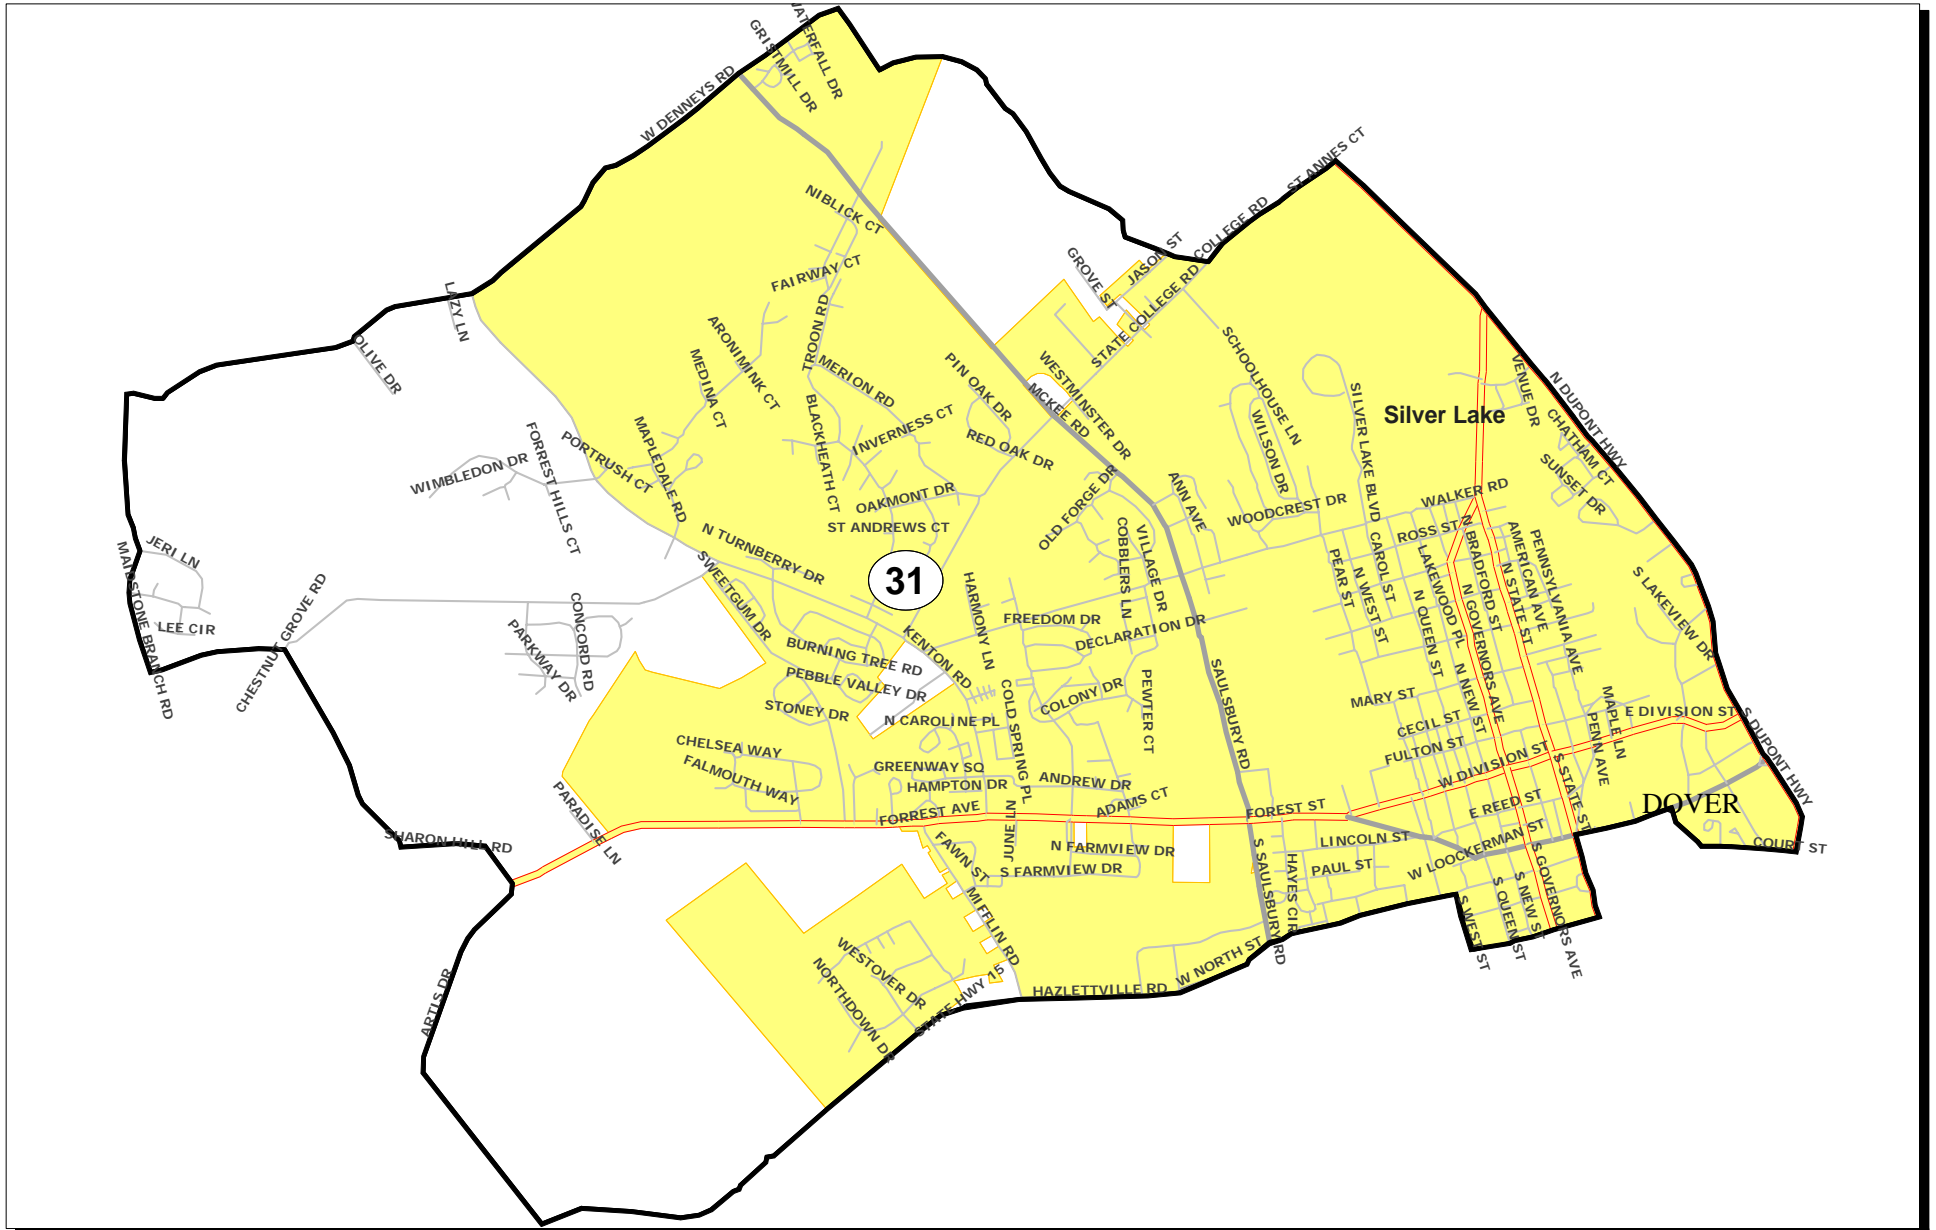 WATERFALL DR
GRISTMILL DR
W DENNEYS RD
NIBLICK CT
FAIRWAY CT
ST ANNES CT
COLLEGE RD
JASON ST
GROVE ST
STATE COLLEGE RD
LAZY LN
OLIVE DR
TROON RD
ARONIMINK CT
MEDINA CT
MERION RD
PIN OAK DR
WESTMINSTER DR
MCKEE RD
SCHOOLHOUSE LN
WILSON DR
SILVER LAKE BLVD
Silver Lake
VENUE DR
N DUPONT HWY
CHATHAM CT
SUNSET DR
BLACKHEATH CT
INVERNESS CT
RED OAK DR
MAPLEDALE RD
PORTRUSH CT
FORREST HILLS CT
WIMBLEDON DR
OAKMONT DR
ST ANDREWS CT
OLD FORGE DR
ANN AVE
WOODCREST DR
WALKER RD
ROSS ST
COBBLERS LN
VILLAGE DR
N TURNBERRY DR
SWEETGUM DR
31
HARMONY LN
FREEDOM DR
DECLARATION DR
PEAR ST
N WEST ST
CAROL ST
LAKEWOOD PL
N QUEEN ST
N BRADFORD ST
N GOVERNORS AVE
N STATE ST
AMERICAN AVE
PENNSYLVANIA AVE
S LAKEVIEW DR
JERI LN
LEE CIR
MAIDSTONE BRANCH RD
CHESTNUT GROVE RD
PARKWAY DR
CONCORD RD
BURNING TREE RD
KENTON RD
PEBBLE VALLEY DR
STONEY DR
N CAROLINE PL
COLD SPRING PL
COLONY DR
PEWTER CT
SAULSBURY RD
MARY ST
N NEW ST
CECIL ST
FULTON ST
MAPLE LN
PENN AVE
E DIVISION ST
S DUPONT HWY
CHELSEA WAY
FALMOUTH WAY
GREENWAY SQ
HAMPTON DR
ANDREW DR
ADAMS CT
W DIVISION ST
S STATE ST
E REED ST
DOVER
PARADISE LN
SHARON HILL RD
FORREST AVE
JUNE LN
FOREST ST
LINCOLN ST
W LOOCKERMAN ST
COURT ST
FAWN ST
N FARMVIEW DR
S FARMVIEW DR
S SAULSBURY RD
HAYES CIR
PAUL ST
S WEST ST
S QUEEN ST
S NEW ST
S GOVERNORS AVE
MIFFLIN RD
WESTOVER DR
NORTHDOWN DR
STATE HWY 15
HAZLETTVILLE RD
W NORTH ST
ARTIS DR